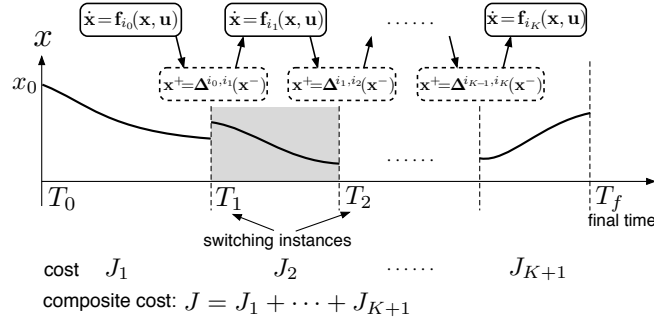 ẋ = f_{i_0}(x, u) ẋ = f_{i_1}(x, u) ...... ẋ = f_{i_K}(x, u)
x
x⁺=Δ^{i_0,i_1}(x⁻) x⁺=Δ^{i_1,i_2}(x⁻) x⁺=Δ^{i_{K-1},i_K}(x⁻)
x_0
......
T_0 T_1 T_2 T_f
final time
switching instances
cost J_1 J_2 ...... J_{K+1}
composite cost: J = J_1 + ··· + J_{K+1}